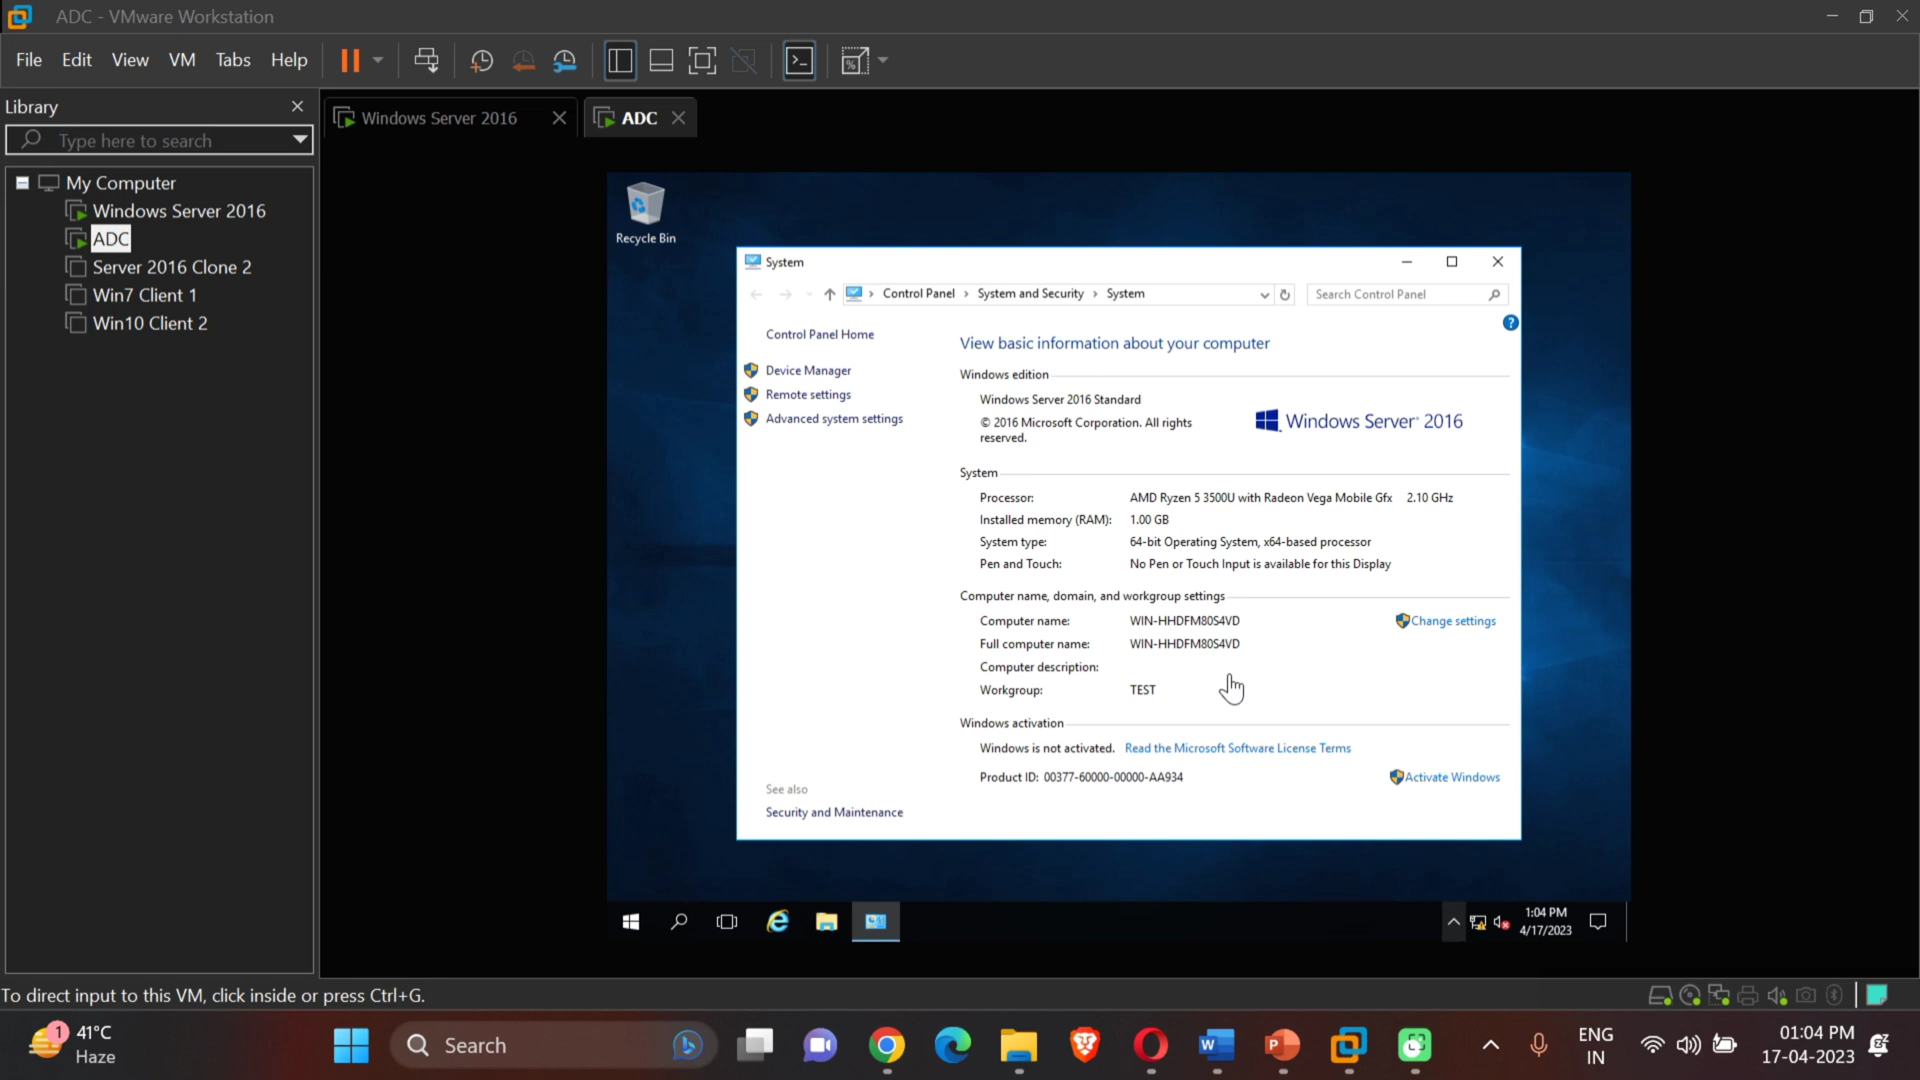 ADC - VMware Workstation
File Edit View VM Tabs Help
Library
Type here to search
My Computer
Windows Server 2016
ADC
Server 2016 Clone 2
Win7 Client 1
Win10 Client 2
Windows Server 2016
ADC
Recycle Bin
System
Control Panel System and Security System
Search Control Panel
Control Panel Home
Device Manager
Remote settings
Advanced system settings
See also
Security and Maintenance
View basic information about your computer
Windows edition
Windows Server 2016 Standard
© 2016 Microsoft Corporation. All rights
reserved.
Windows Server 2016
System
Processor: AMD Ryzen 5 3500U with Radeon Vega Mobile Gfx 2.10 GHz
Installed memory (RAM): 1.00 GB
System type: 64-bit Operating System, x64-based processor
Pen and Touch: No Pen or Touch Input is available for this Display
Computer name, domain, and workgroup settings
Computer name: WIN-HHDFM80S4VD
Change settings
Full computer name: WIN-HHDFM80S4VD
Computer description:
Workgroup: TEST
Windows activation
Windows is not activated. Read the Microsoft Software License Terms
Product ID: 00377-60000-00000-AA934
Activate Windows
1:04 PM
4/17/2023
To direct input to this VM, click inside or press Ctrl+G.
1
41°C
Haze
Search
ENG
IN
01:04 PM
17-04-2023